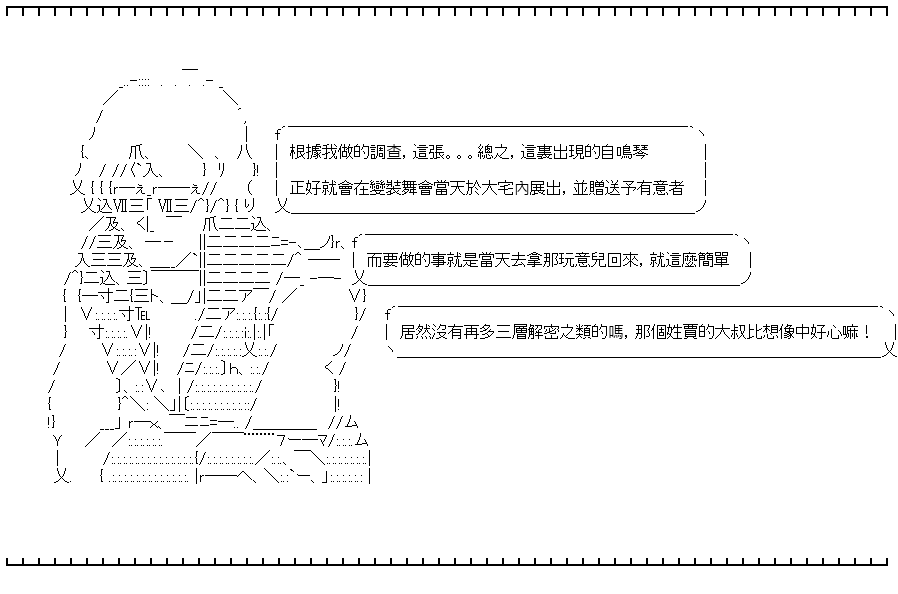 根據我做的調查，這張。。。總之，這裏出現的自鳴琴
正好就會在變裝舞會當天於大宅內展出，並贈送予有意者
而要做的事就是當天去拿那玩意兒回來，就這麼簡單
居然沒有再多三層解密之類的嗎，那個姓賈的大叔比想像中好心嘛！